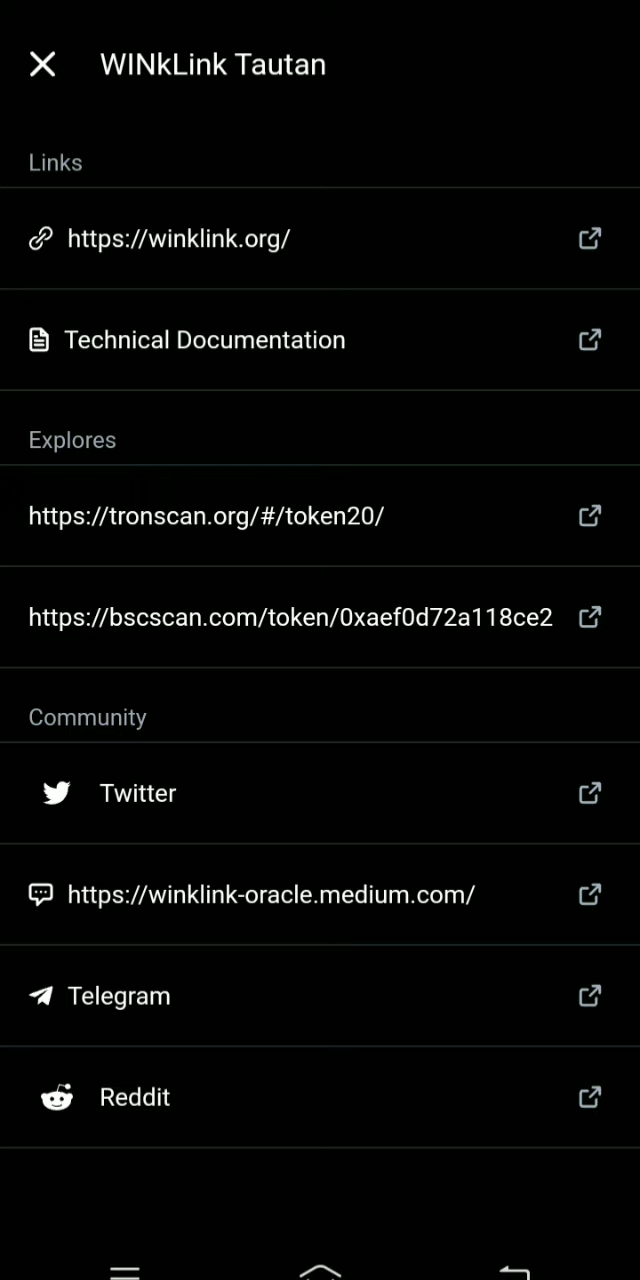 WINkLink Tautan
Links
https://winklink.org/
Technical Documentation
Explores
https://tronscan.org/#/token20/
https://bscscan.com/token/0xaef0d72a118ce2
Community
Twitter
https://winklink-oracle.medium.com/
Telegram
Reddit